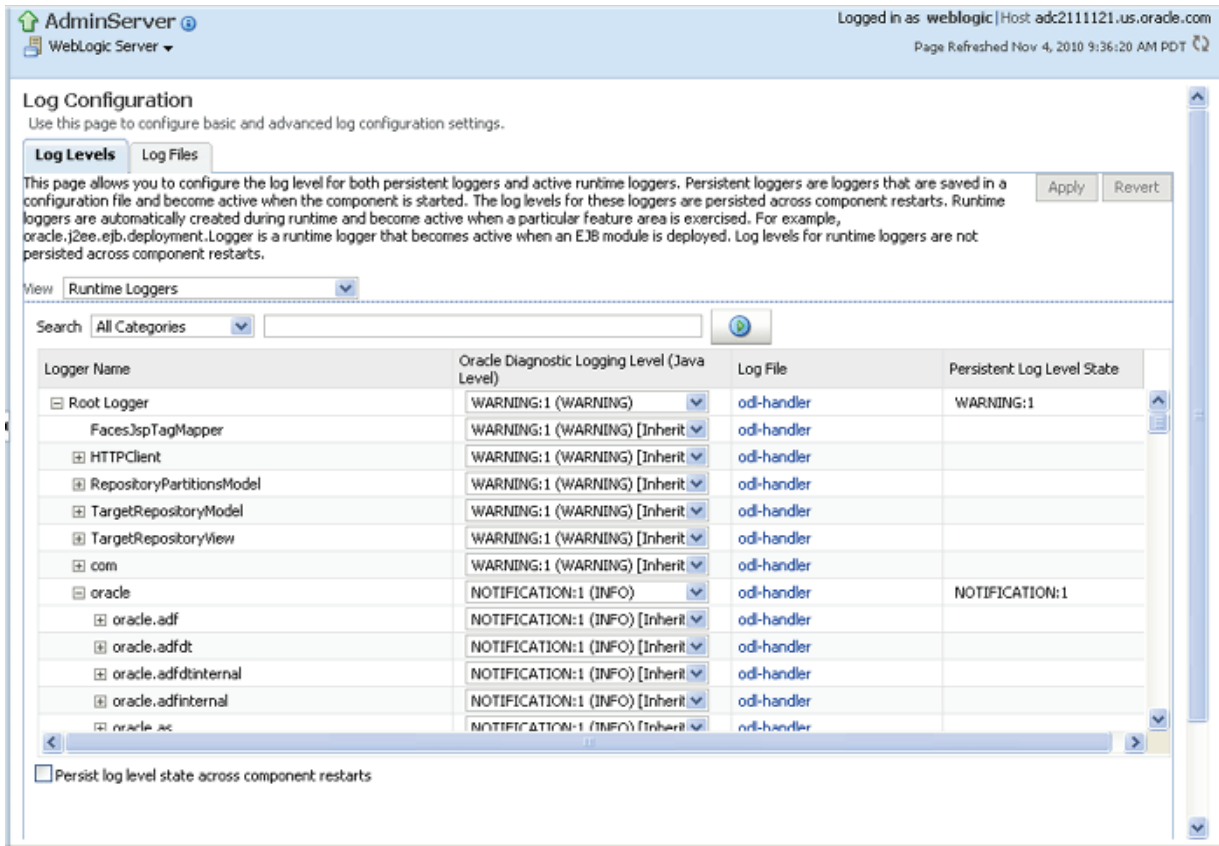 AdminServer
Logged in as weblogic|Host adc2111121.us.oracle.com
WebLogic Server
Page Refreshed Nov 4, 2010 9:36:20 AM PDT
Log Configuration
Use this page to configure basic and advanced log configuration settings.
Log Levels Log Files
This page allows you to configure the log level for both persistent loggers and active runtime loggers. Persistent loggers are loggers that are saved in a
configuration file and become active when the component is started. The log levels for these loggers are persisted across component restarts. Runtime
loggers are automatically created during runtime and become active when a particular feature area is exercised. For example,
oracle.j2ee.ejb.deployment.Logger is a runtime logger that becomes active when an EJB module is deployed. Log levels for runtime loggers are not
persisted across component restarts.
Apply Revert
View Runtime Loggers
Search All Categories
Logger Name Oracle Diagnostic Logging Level (Java Level) Log File Persistent Log Level State
Root Logger WARNING:1 (WARNING) odl-handler WARNING:1
FacesJspTagMapper WARNING:1 (WARNING) [Inherit odl-handler
HTTPClient WARNING:1 (WARNING) [Inherit odl-handler
RepositoryPartitionsModel WARNING:1 (WARNING) [Inherit odl-handler
TargetRepositoryModel WARNING:1 (WARNING) [Inherit odl-handler
TargetRepositoryView WARNING:1 (WARNING) [Inherit odl-handler
com WARNING:1 (WARNING) [Inherit odl-handler
oracle NOTIFICATION:1 (INFO) odl-handler NOTIFICATION:1
oracle.adf NOTIFICATION:1 (INFO) [Inherit odl-handler
oracle.adfdt NOTIFICATION:1 (INFO) [Inherit odl-handler
oracle.adfdtinternal NOTIFICATION:1 (INFO) [Inherit odl-handler
oracle.adfinternal NOTIFICATION:1 (INFO) [Inherit odl-handler
oracle.as NOTIFICATION:1 (INFO) [Inherit odl-handler
Persist log level state across component restarts